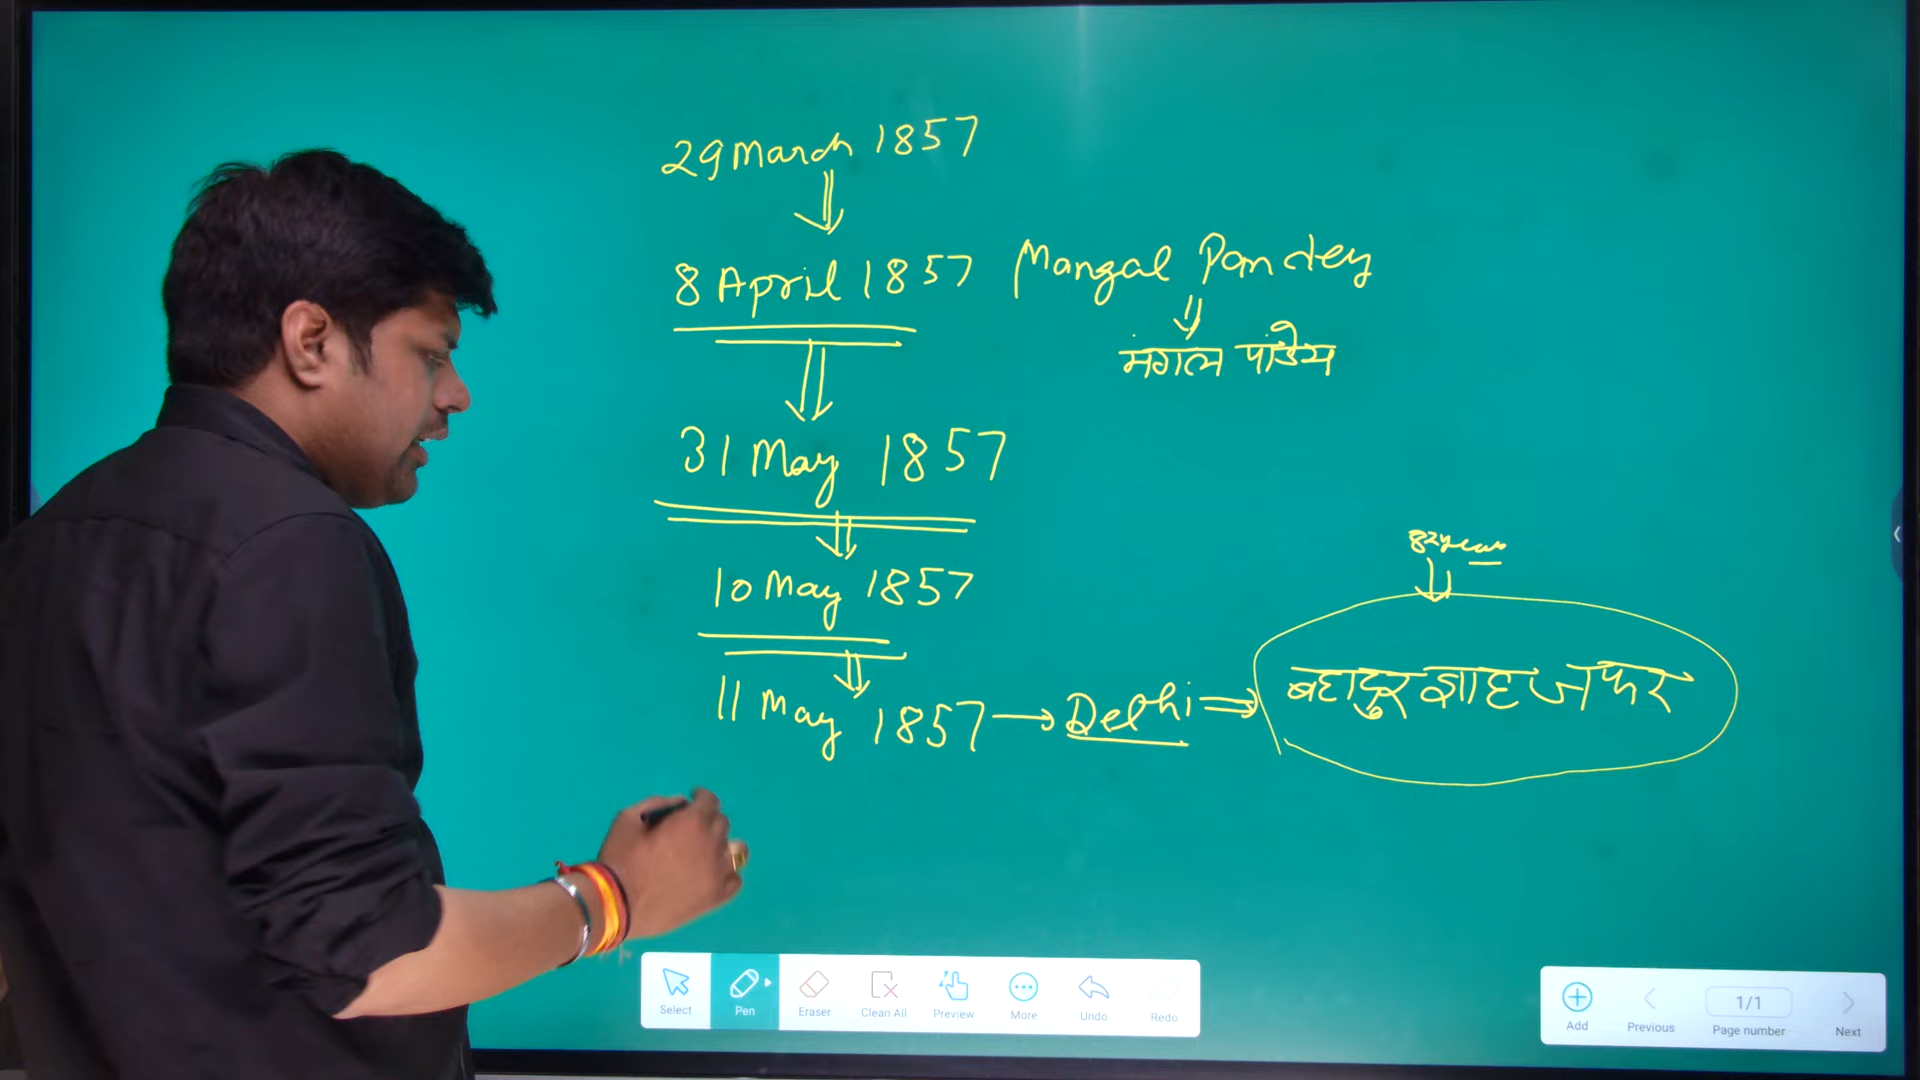 29 March 1857
8 April 1857 Mangal Pandey
मंगल पांडेय
31 May 1857
82 years
10 May 1857
11 May 1857 → Delhi ⇒ बहादुर शाह जफर
Select Pen Eraser Clean All Preview More Undo Redo
1/1
Add Previous Page number Next